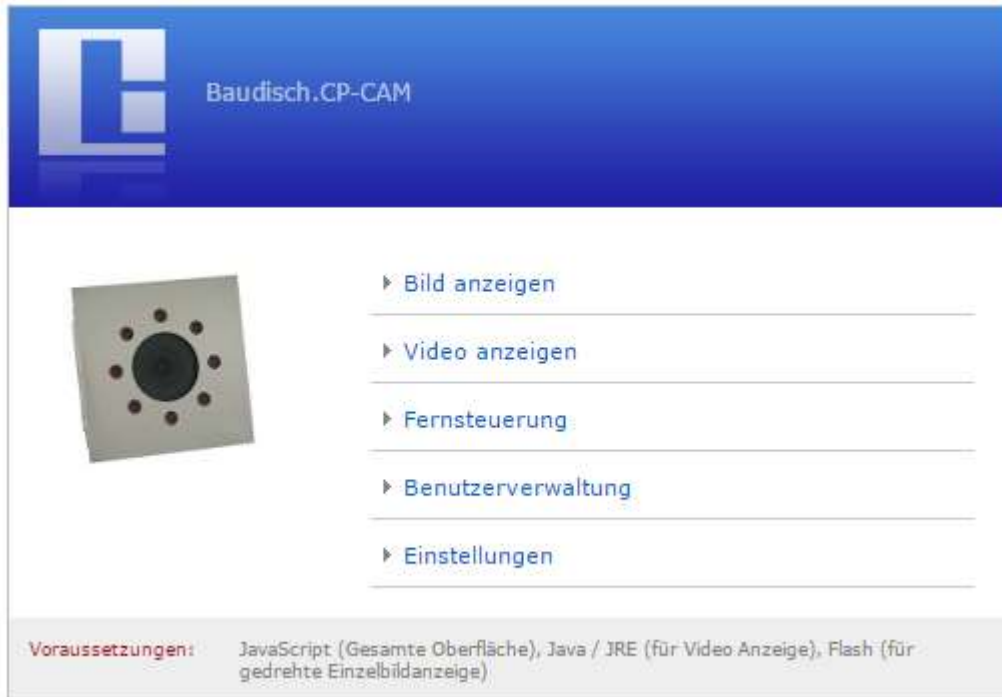 Baudisch.CP-CAM
Bild anzeigen
Video anzeigen
Fernsteuerung
Benutzerverwaltung
Einstellungen
Voraussetzungen: JavaScript (Gesamte Oberfläche), Java / JRE (für Video Anzeige), Flash (für
gedrehte Einzelbildanzeige)